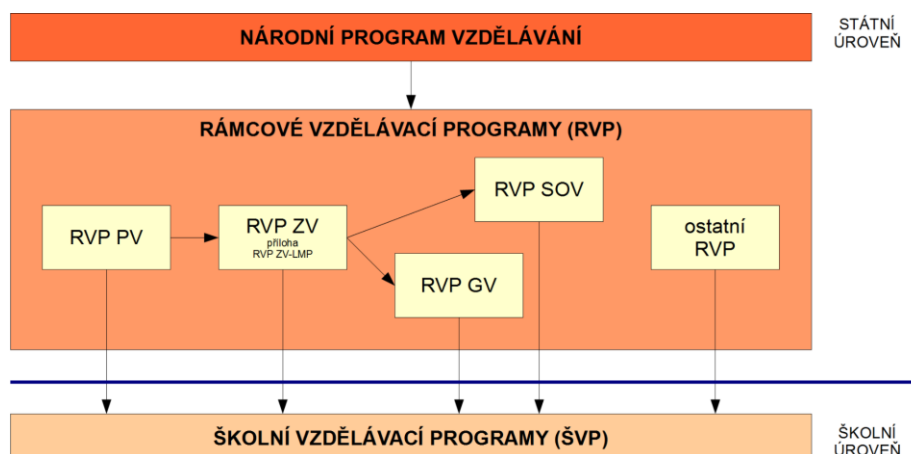 NÁRODNÍ PROGRAM VZDĚLÁVÁNÍ
STÁTNÍ
ÚROVEŇ
RÁMCOVÉ VZDĚLÁVACÍ PROGRAMY (RVP)
RVP SOV
RVP PV
RVP ZV
příloha
RVP ZV-LMP
ostatní
RVP
RVP GV
ŠKOLNÍ VZDĚLÁVACÍ PROGRAMY (ŠVP)
ŠKOLNÍ
ÚROVEŇ